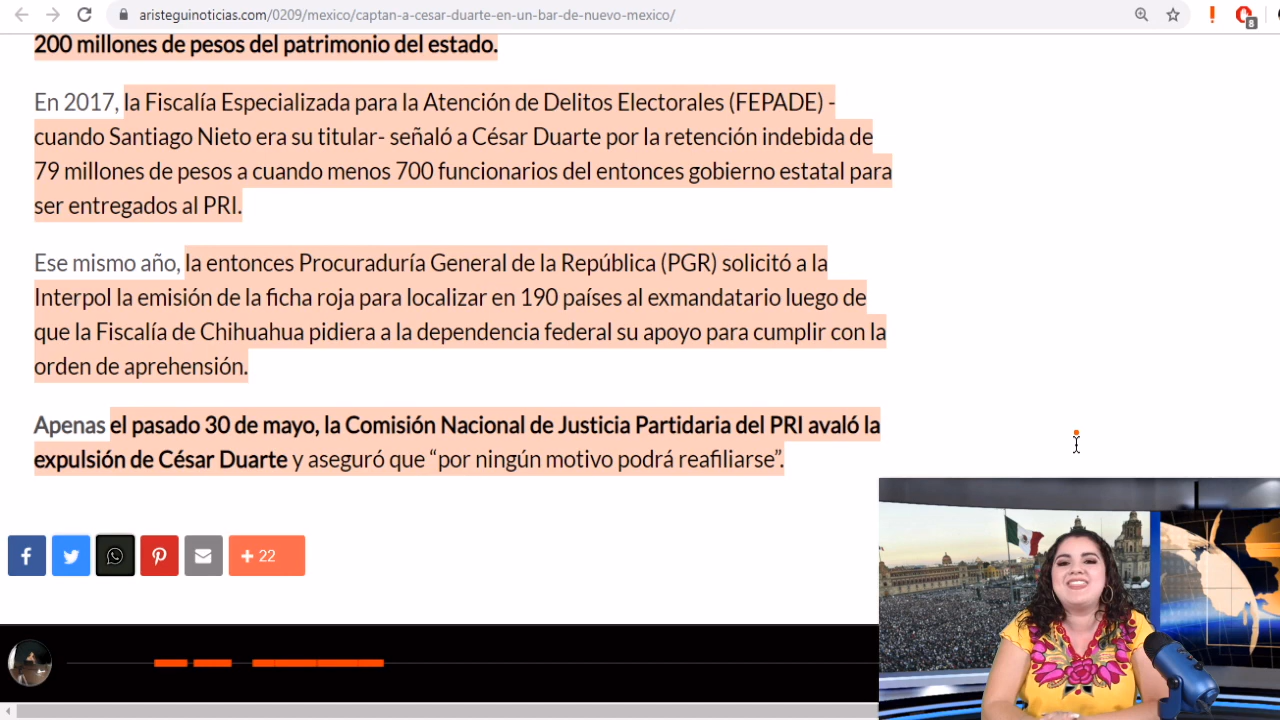 aristeguinoticias.com/0209/mexico/captan-a-cesar-duarte-en-un-bar-de-nuevo-mexico/
8
200 millones de pesos del patrimonio del estado.
En 2017, la Fiscalía Especializada para la Atención de Delitos Electorales (FEPADE) -
cuando Santiago Nieto era su titular- señaló a César Duarte por la retención indebida de
79 millones de pesos a cuando menos 700 funcionarios del entonces gobierno estatal para
ser entregados al PRI.
Ese mismo año, la entonces Procuraduría General de la República (PGR) solicitó a la
Interpol la emisión de la ficha roja para localizar en 190 países al exmandatario luego de
que la Fiscalía de Chihuahua pidiera a la dependencia federal su apoyo para cumplir con la
orden de aprehensión.
Apenas el pasado 30 de mayo, la Comisión Nacional de Justicia Partidaria del PRI avaló la
expulsión de César Duarte y aseguró que “por ningún motivo podrá reafiliarse”.
+ 22